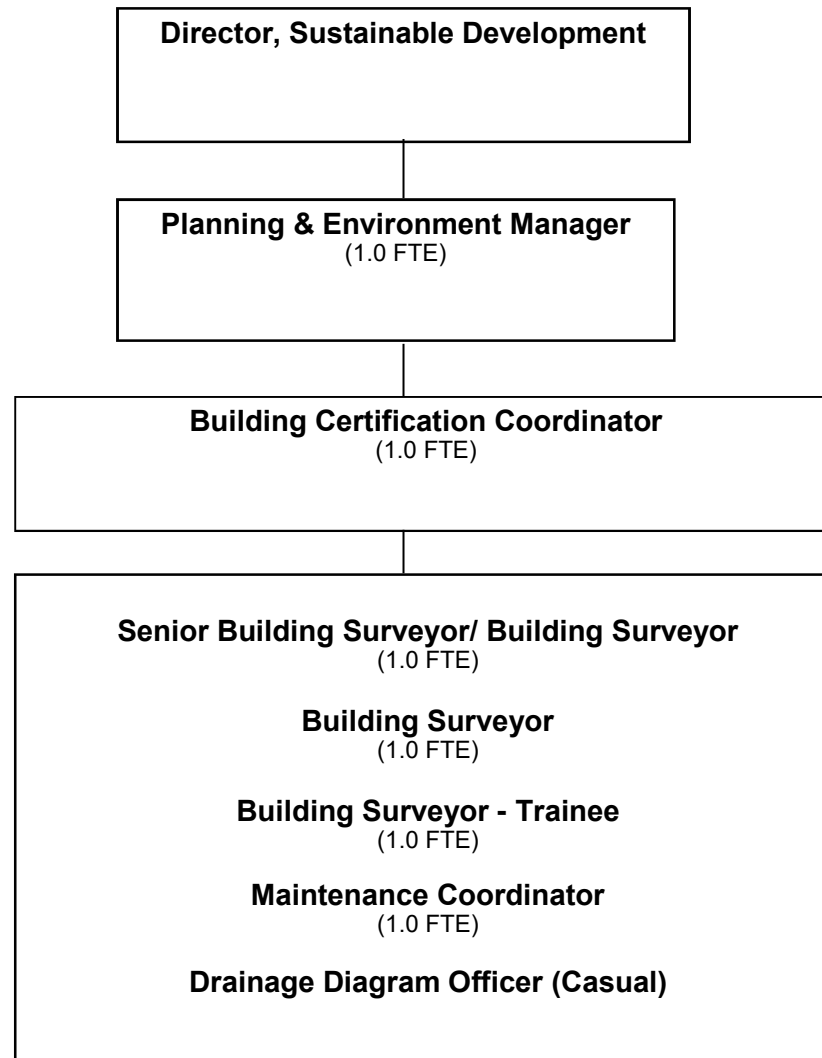 Director, Sustainable Development
Planning & Environment Manager
(1.0 FTE)
Building Certification Coordinator
(1.0 FTE)
Senior Building Surveyor/ Building Surveyor
(1.0 FTE)
Building Surveyor
(1.0 FTE)
Building Surveyor - Trainee
(1.0 FTE)
Maintenance Coordinator
(1.0 FTE)
Drainage Diagram Officer (Casual)